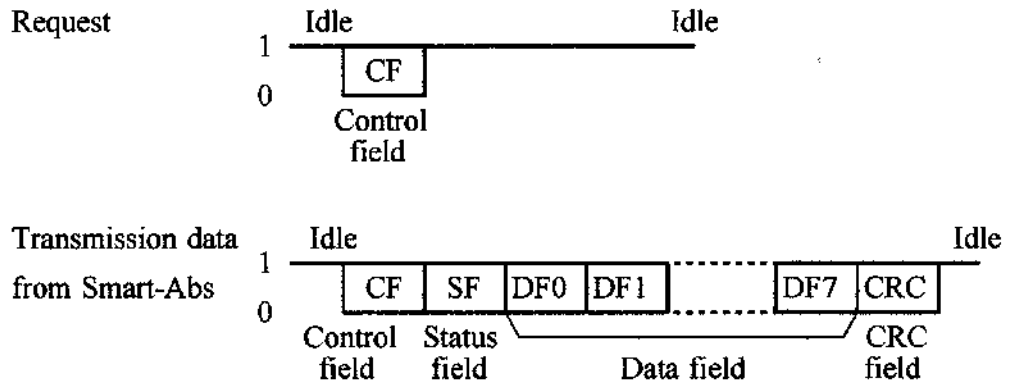 Request
Idle
Idle
1
CF
0
Control
field
Transmission data
from Smart-Abs
Idle
Idle
1
CF SF DF0 DF1 DF7 CRC
0
Control Status CRC
field field Data field field